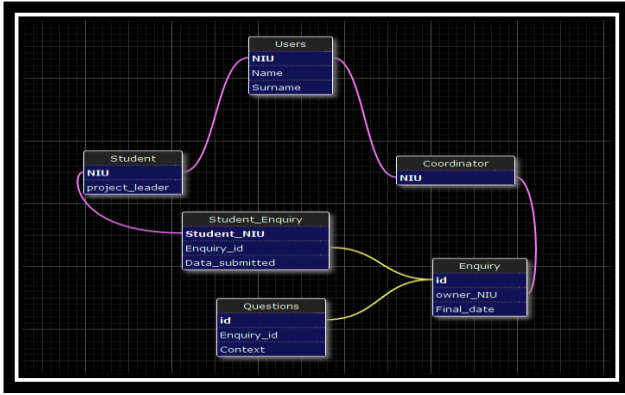 Users
NIU
Name
Surname
Student
NIU
project_leader
Coordinator
NIU
Student_Enquiry
Student_NIU
Enquiry_id
Data_submitted
Enquiry
id
owner_NIU
Final_date
Questions
id
Enquiry_id
Context